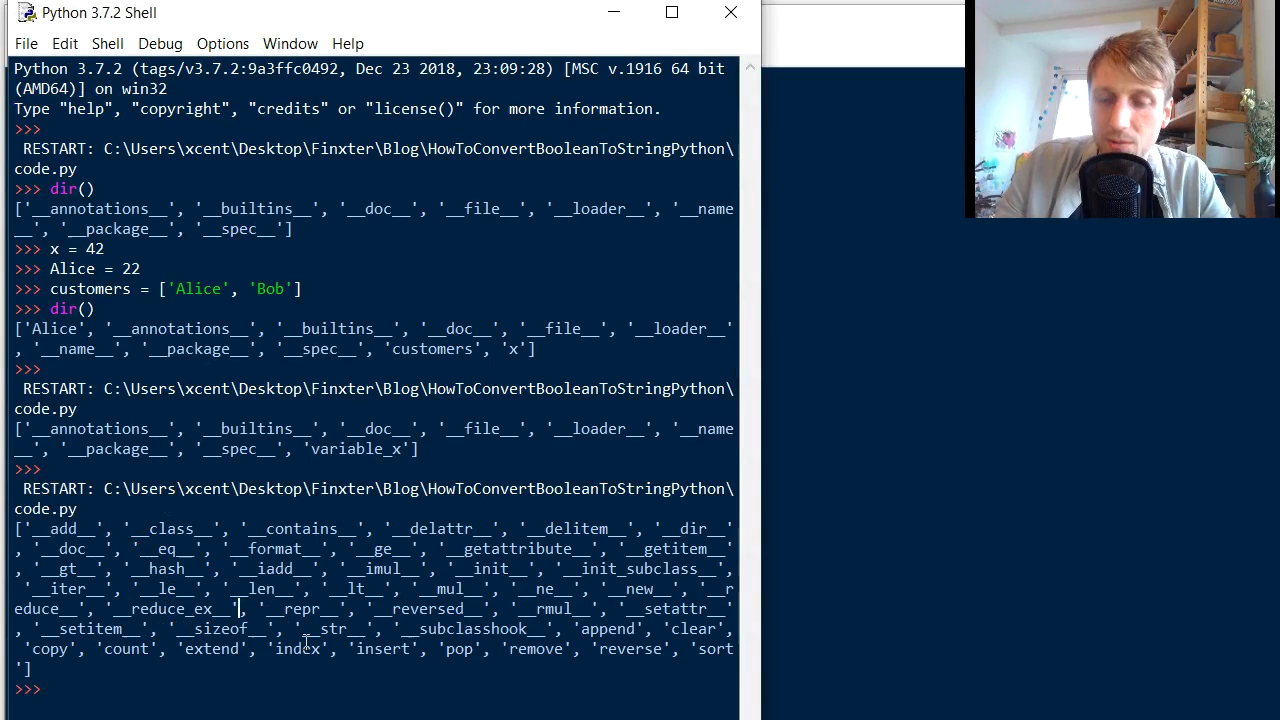 Python 3.7.2 Shell
File Edit Shell Debug Options Window Help
Python 3.7.2 (tags/v3.7.2:9a3ffc0492, Dec 23 2018, 23:09:28) [MSC v.1916 64 bit
(AMD64)] on win32
Type "help", "copyright", "credits" or "license()" for more information.
>>>
RESTART: C:\Users\xcent\Desktop\Finxter\Blog\HowToConvertBooleanToStringPython\
code.py
>>> dir()
['__annotations__', '__builtins__', '__doc__', '__file__', '__loader__', '__name
__', '__package__', '__spec__']
>>> x = 42
>>> Alice = 22
>>> customers = ['Alice', 'Bob']
>>> dir()
['Alice', '__annotations__', '__builtins__', '__doc__', '__file__', '__loader__'
, '__name__', '__package__', '__spec__', 'customers', 'x']
>>>
RESTART: C:\Users\xcent\Desktop\Finxter\Blog\HowToConvertBooleanToStringPython\
code.py
['__annotations__', '__builtins__', '__doc__', '__file__', '__loader__', '__name
__', '__package__', '__spec__', 'variable_x']
>>>
RESTART: C:\Users\xcent\Desktop\Finxter\Blog\HowToConvertBooleanToStringPython\
code.py
['__add__', '__class__', '__contains__', '__delattr__', '__delitem__', '__dir__'
, '__doc__', '__eq__', '__format__', '__ge__', '__getattribute__', '__getitem__'
, '__gt__', '__hash__', '__iadd__', '__imul__', '__init__', '__init_subclass__',
'__iter__', '__le__', '__len__', '__lt__', '__mul__', '__ne__', '__new__', '__r
educe__', '__reduce_ex__', '__repr__', '__reversed__', '__rmul__', '__setattr__'
, '__setitem__', '__sizeof__', '__str__', '__subclasshook__', 'append', 'clear',
'copy', 'count', 'extend', 'index', 'insert', 'pop', 'remove', 'reverse', 'sort
']
>>>